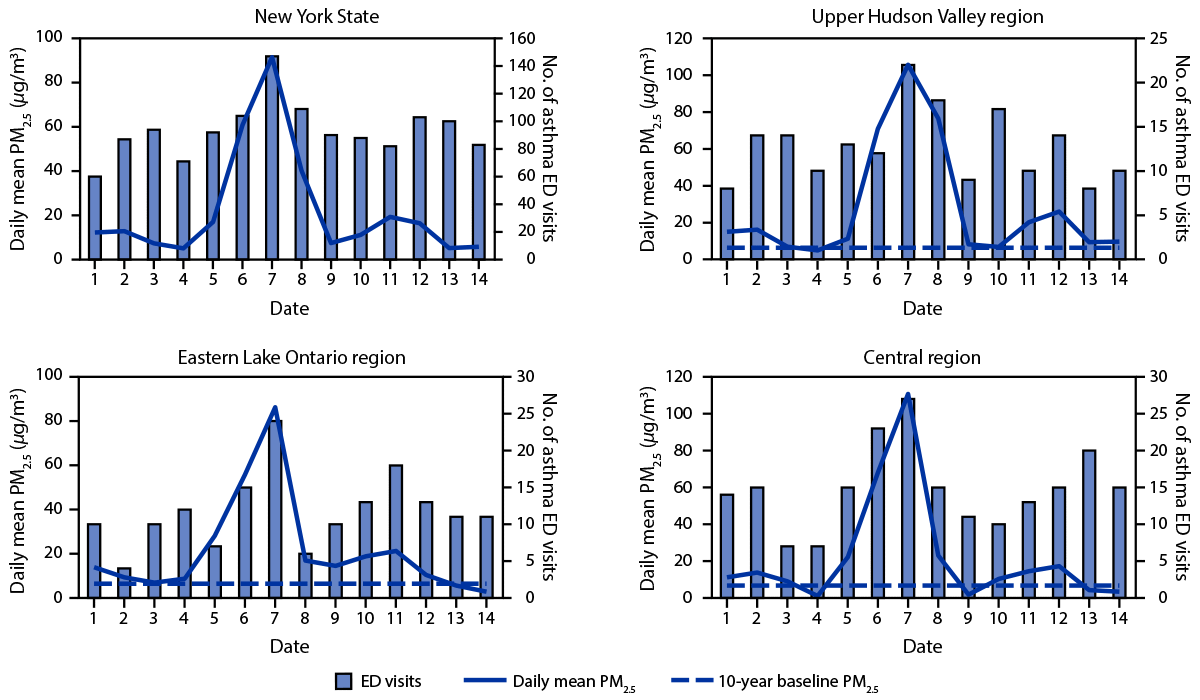 New York State
Daily mean PM2.5 (µg/m³)
100
80
60
40
20
0
160
140
120
100
80
60
40
20
0
No. of asthma ED visits
1 2 3 4 5 6 7 8 9 10 11 12 13 14
Date
Upper Hudson Valley region
Daily mean PM2.5 (µg/m³)
120
100
80
60
40
20
0
25
20
15
10
5
0
No. of asthma ED visits
1 2 3 4 5 6 7 8 9 10 11 12 13 14
Date
Eastern Lake Ontario region
Daily mean PM2.5 (µg/m³)
100
80
60
40
20
0
30
25
20
15
10
5
0
No. of asthma ED visits
1 2 3 4 5 6 7 8 9 10 11 12 13 14
Date
Central region
Daily mean PM2.5 (µg/m³)
120
100
80
60
40
20
0
30
25
20
15
10
5
0
No. of asthma ED visits
1 2 3 4 5 6 7 8 9 10 11 12 13 14
Date
ED visits
Daily mean PM2.5
10-year baseline PM2.5